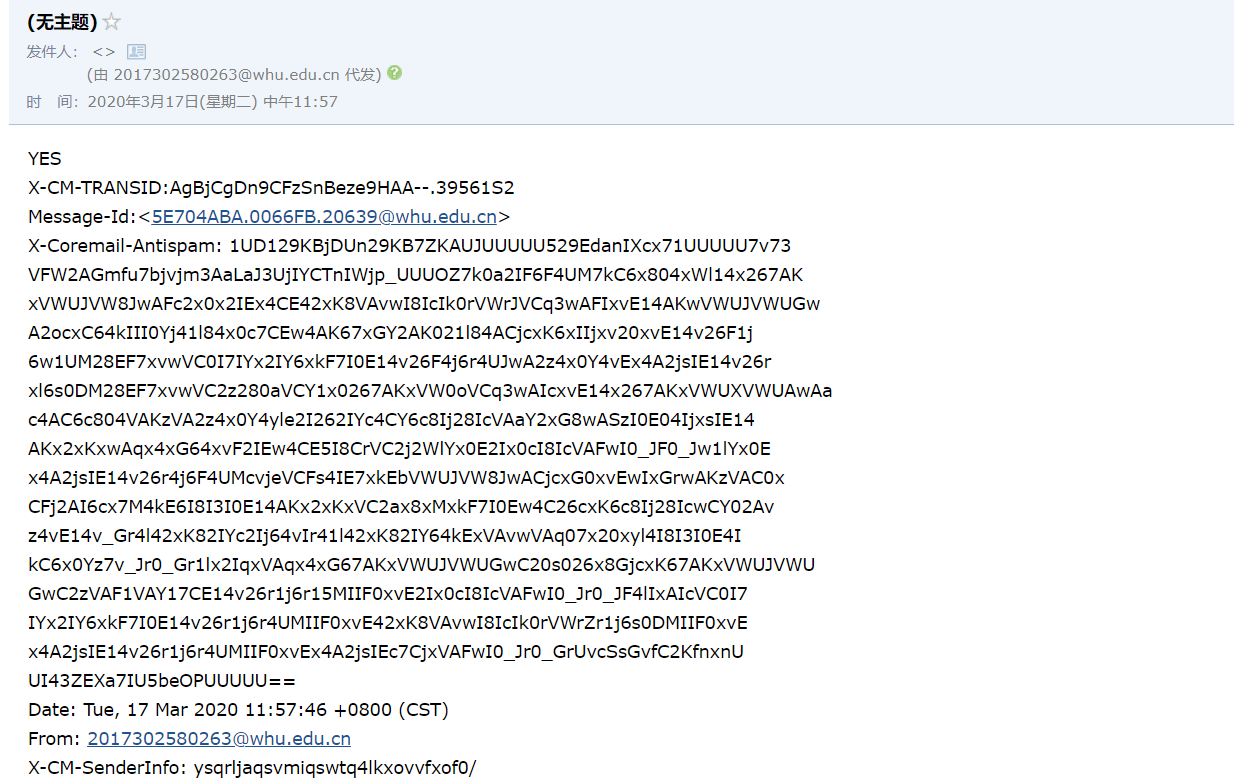 (无主题)
发件人: <>
(由 2017302580263@whu.edu.cn 代发)
时 间: 2020年3月17日(星期二) 中午11:57
YES
X-CM-TRANSID:AgBjCgDn9CFzSnBeze9HAA--.39561S2
Message-Id:<5E704ABA.0066FB.20639@whu.edu.cn>
X-Coremail-Antispam: 1UD129KBjDUn29KB7ZKAUJUUUUU529EdanIXcx71UUUUU7v73
VFW2AGmfu7bjvjm3AaLaJ3UjIYCTnIWjp_UUUOZ7k0a2IF6F4UM7kC6x804xWl14x267AK
xVWUJVW8JwAFc2x0x2IEx4CE42xK8VAvwI8IcIk0rVWrJVCq3wAFIxvE14AKwVWUJVWUGw
A2ocxC64kIII0Yj41l84x0c7CEw4AK67xGY2AK021l84ACjcxK6xIIjxv20xvE14v26F1j
6w1UM28EF7xvwVC0I7IYx2IY6xkF7I0E14v26F4j6r4UJwA2z4x0Y4vEx4A2jsIE14v26r
xl6s0DM28EF7xvwVC2z280aVCY1x0267AKxVW0oVCq3wAIcxvE14x267AKxVWUXVWUAwAa
c4AC6c804VAKzVA2z4x0Y4yle2I262IYc4CY6c8Ij28IcVAaY2xG8wASzI0E04IjxsIE14
AKx2xKxwAqx4xG64xvF2IEw4CE5I8CrVC2j2WlYx0E2Ix0cI8IcVAFwI0_JF0_Jw1lYx0E
x4A2jsIE14v26r4j6F4UMcvjeVCFs4IE7xkEbVWUJVW8JwACjcxG0xvEwIxGrwAKzVAC0x
CFj2AI6cx7M4kE6I8I3I0E14AKx2xKxVC2ax8xMxkF7I0Ew4C26cxK6c8Ij28IcwCY02Av
z4vE14v_Gr4l42xK82IYc2Ij64vIr41l42xK82IY64kExVAvwVAq07x20xyl4I8I3I0E4I
kC6x0Yz7v_Jr0_Gr1lx2IqxVAqx4xG67AKxVWUJVWUGwC20s026x8GjcxK67AKxVWUJVWU
GwC2zVAF1VAY17CE14v26r1j6r15MIIF0xvE2Ix0cI8IcVAFwI0_Jr0_JF4lIxAIcVC0I7
IYx2IY6xkF7I0E14v26r1j6r4UMIIF0xvE42xK8VAvwI8IcIk0rVWrZr1j6s0DMIIF0xvE
x4A2jsIE14v26r1j6r4UMIIF0xvEx4A2jsIEc7CjxVAFwI0_Jr0_GrUvcSsGvfC2KfnxnU
UI43ZEXa7IU5beOPUUUUU==
Date: Tue, 17 Mar 2020 11:57:46 +0800 (CST)
From: 2017302580263@whu.edu.cn
X-CM-SenderInfo: ysqrljaqsvmiqswtq4lkxovvfxof0/